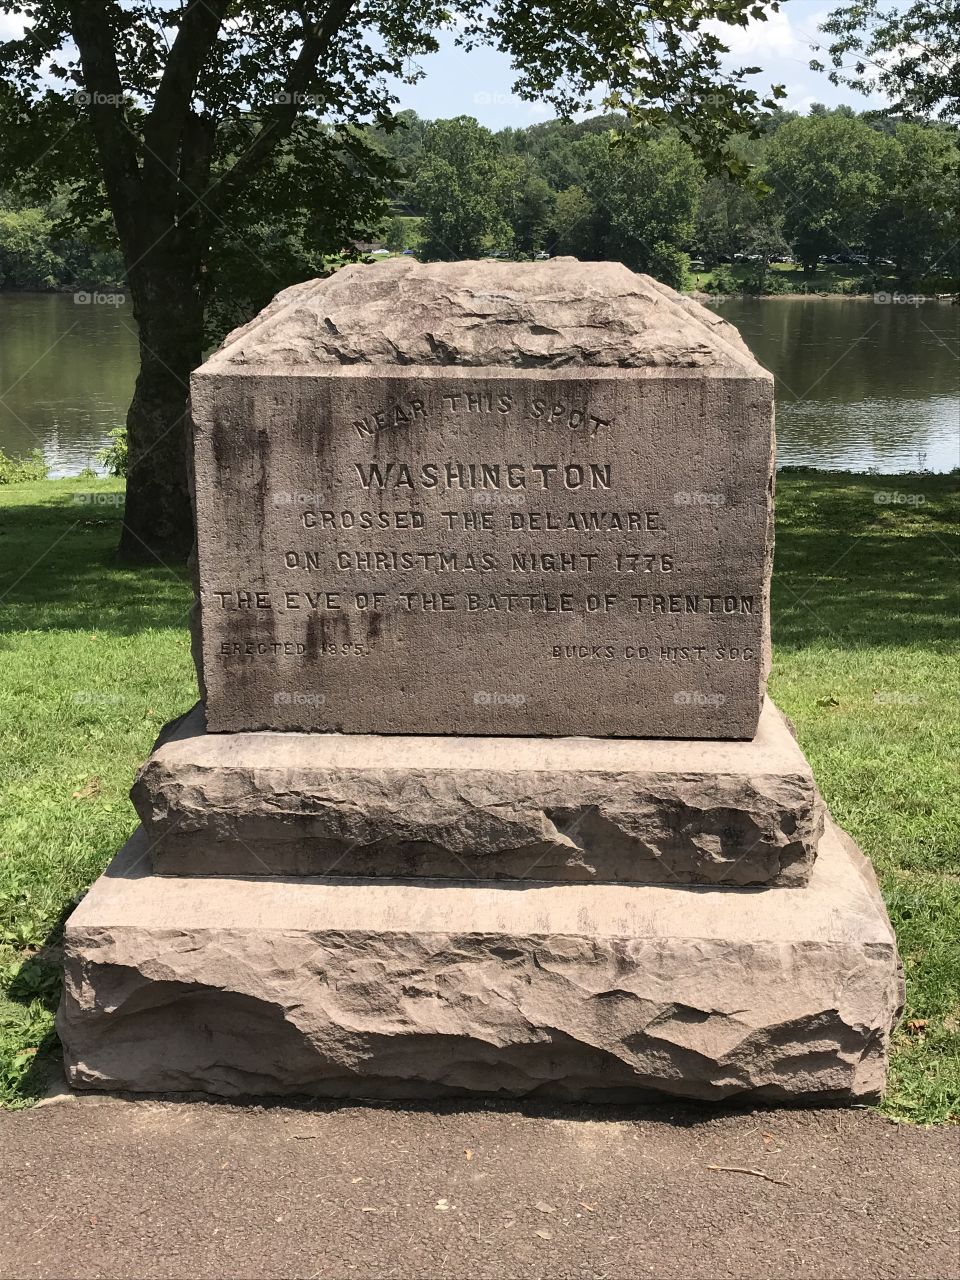 NEAR THIS SPOT
WASHINGTON
CROSSED THE DELAWARE.
ON CHRISTMAS NIGHT 1776.
THE EVE OF THE BATTLE OF TRENTON.
ERECTED 1895. BUCKS CO. HIST. SOC.
foap